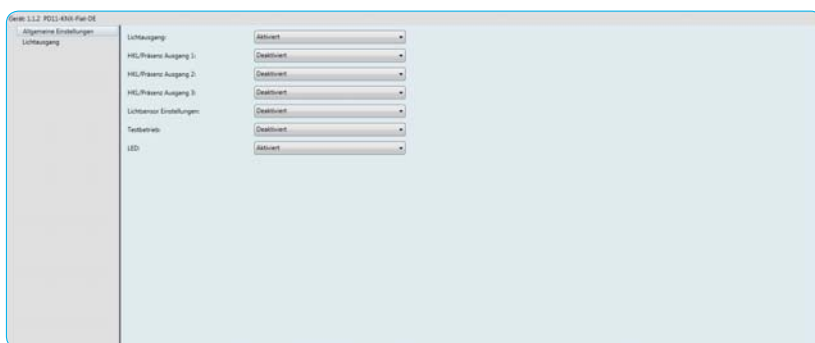 Gerät: 1.1.2 PD11-KNX-Flat-DE
Allgemeine Einstellungen
Lichtausgang
Lichtausgang: Aktiviert
HKL/Präsenz Ausgang 1: Deaktiviert
HKL/Präsenz Ausgang 2: Deaktiviert
HKL/Präsenz Ausgang 3: Deaktiviert
Lichtsensor Einstellungen: Deaktiviert
Testbetrieb: Deaktiviert
LED: Aktiviert